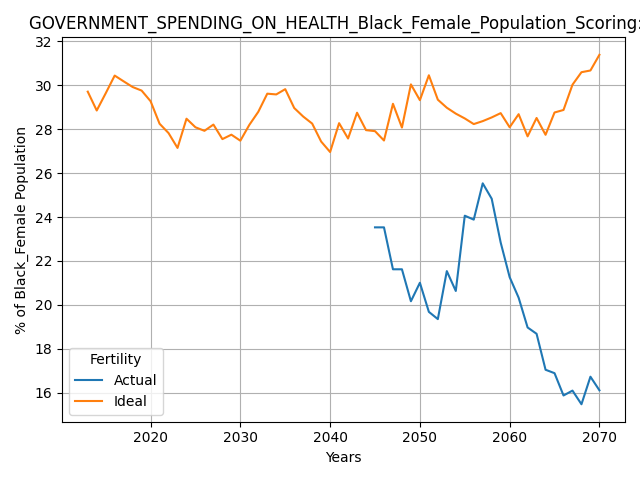 GOVERNMENT_SPENDING_ON_HEALTH_Black_Female_Population_Scoring:
% of Black_Female Population
32
30
28
26
24
22
20
18
16
Fertility
Actual
Ideal
2020 2030 2040 2050 2060 2070
Years